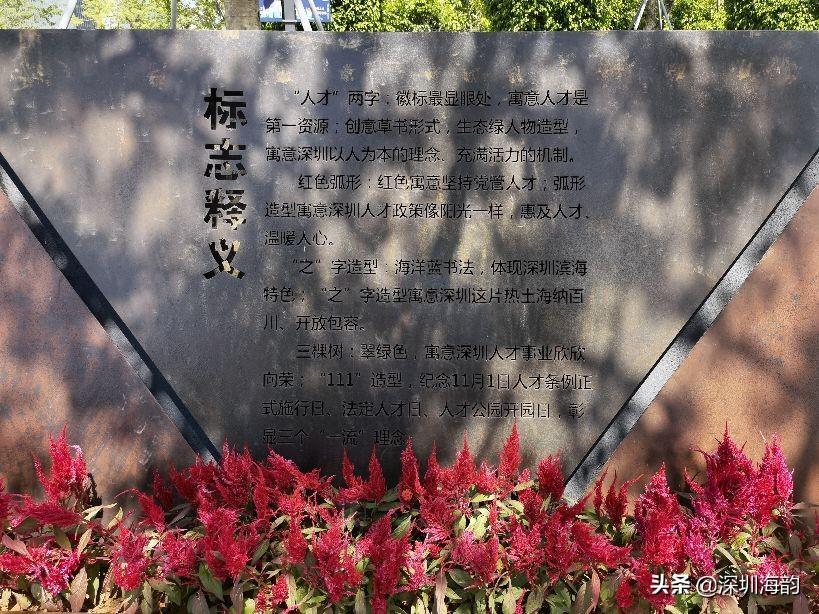 标志释义
“人才”两字：徽标最显眼处，寓意人才是
第一资源；创意草书形式，生态绿人物造型，
寓意深圳以人为本的理念、充满活力的机制。
红色弧形：红色寓意坚持党管人才；弧形
造型寓意深圳人才政策像阳光一样，惠及人才、
温暖人心。
“之”字造型：海洋蓝书法，体现深圳滨海
特色；“之”字造型寓意深圳这片热土海纳百
川、开放包容。
三棵树：翠绿色，寓意深圳人才事业欣欣
向荣；“111”造型，纪念11月1日人才条例正
式施行日、法定人才日、人才公园开园日，彰
显三个“一流”理念。
头条@深圳海韵